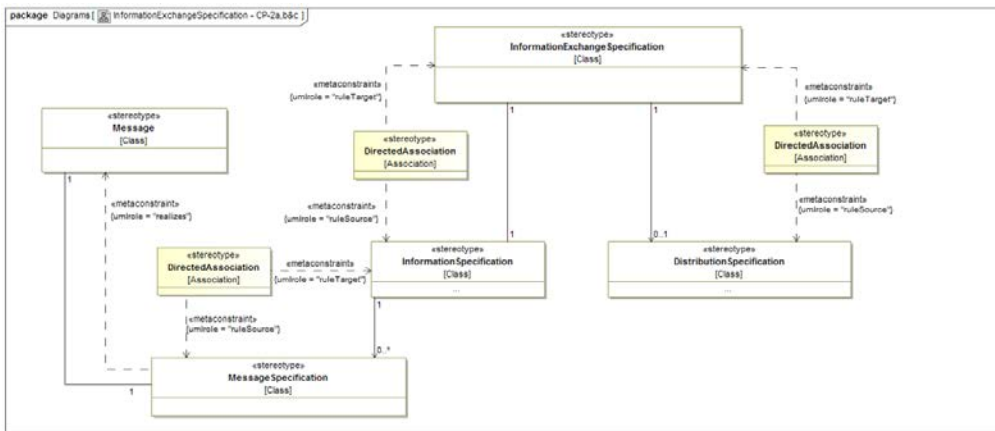 package Diagrams [ InformationExchangeSpecification - CP-2a,b&c ]
«stereotype»
InformationExchangeSpecification
[Class]
«metaconstraint»
{umlrole = "ruleTarget"}
«metaconstraint»
{umlrole = "ruleTarget"}
«stereotype»
Message
[Class]
1
1
«stereotype»
DirectedAssociation
[Association]
«stereotype»
DirectedAssociation
[Association]
1
«metaconstraint»
{umlrole = "realizes"}
«metaconstraint»
{umlrole = "ruleSource"}
«metaconstraint»
{umlrole = "ruleSource"}
1
0..1
«stereotype»
DirectedAssociation
[Association]
«metaconstraint»
{umlrole = "ruleTarget"}
«stereotype»
InformationSpecification
[Class]
...
«stereotype»
DistributionSpecification
[Class]
...
«metaconstraint»
{umlrole = "ruleSource"}
1
0..*
«stereotype»
MessageSpecification
[Class]
1